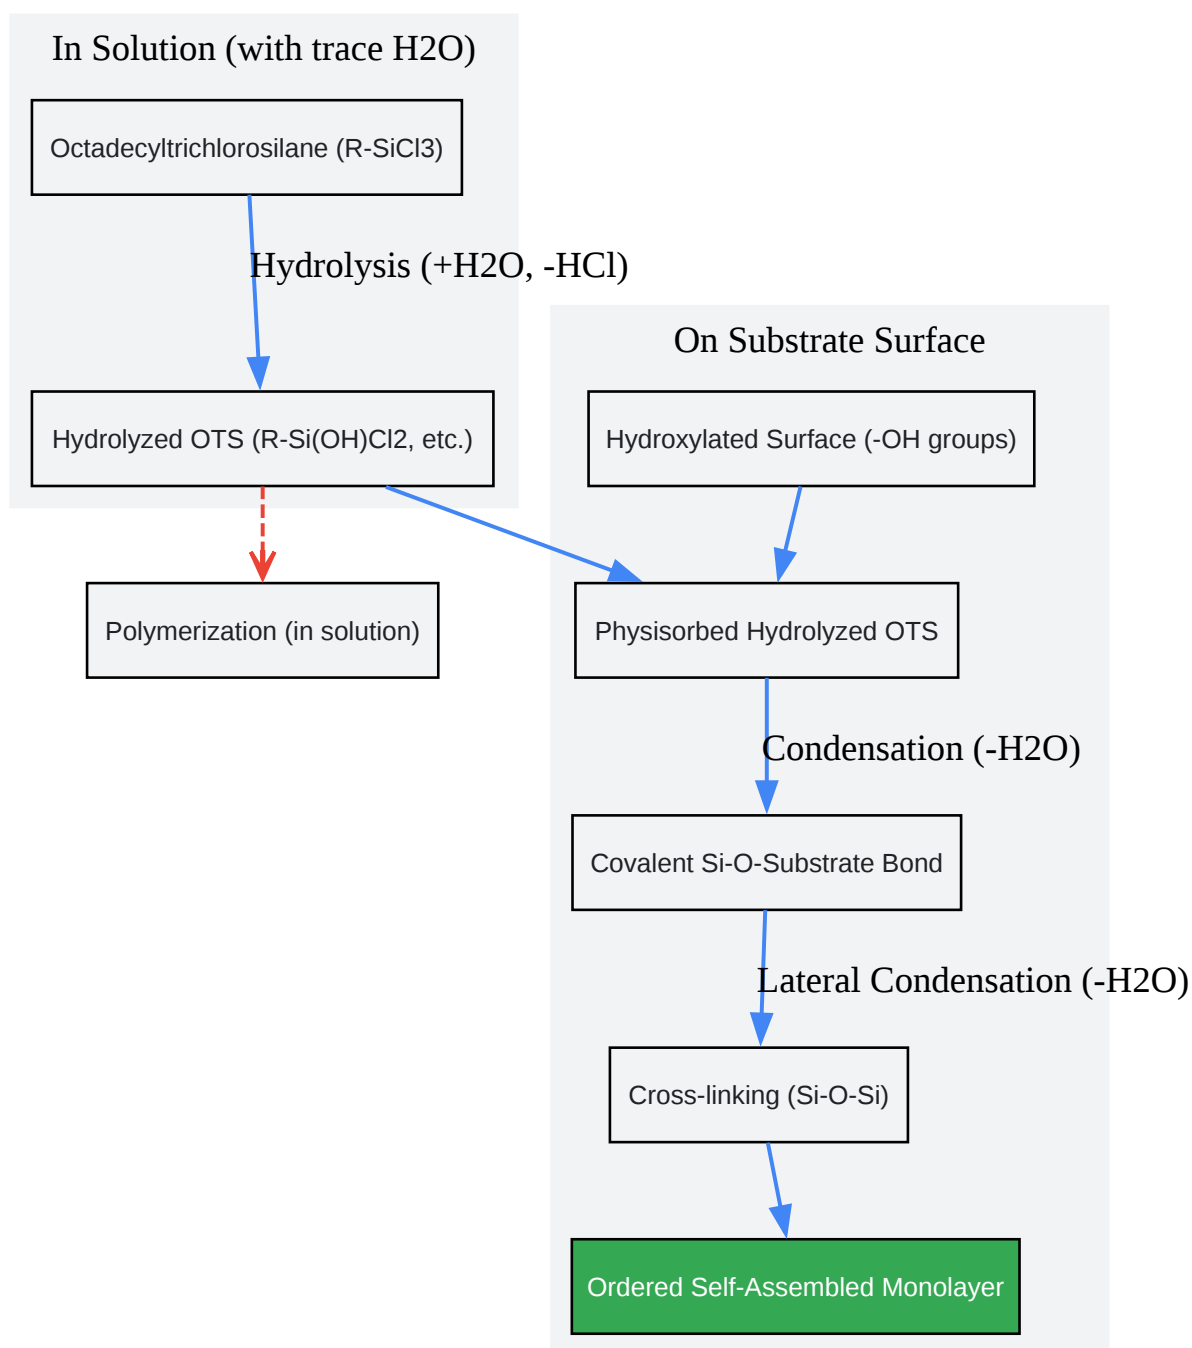 In Solution (with trace H2O)
Octadecyltrichlorosilane (R-SiCl3)
Hydrolysis (+H2O, -HCl)
Hydrolyzed OTS (R-Si(OH)Cl2, etc.)
Polymerization (in solution)
On Substrate Surface
Hydroxylated Surface (-OH groups)
Physisorbed Hydrolyzed OTS
Condensation (-H2O)
Covalent Si-O-Substrate Bond
Lateral Condensation (-H2O)
Cross-linking (Si-O-Si)
Ordered Self-Assembled Monolayer